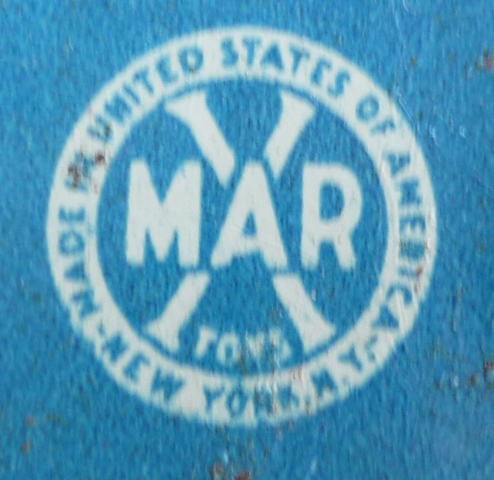 MADE IN UNITED STATES OF AMERICA
X
MAR
TOYS
NEW YORK, N.Y.